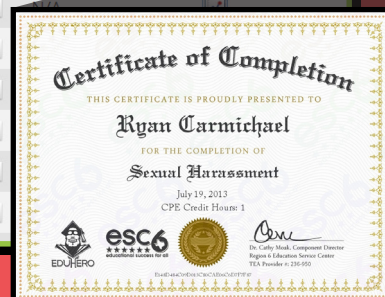 N/A
Certificate of Completion
THIS CERTIFICATE IS PROUDLY PRESENTED TO
Ryan Carmichael
FOR THE COMPLETION OF
Sexual Harassment
July 19, 2013
CPE Credit Hours: 1
EDUHERO
esc6
educational success for all
Dr. Cathy Moak, Component Director
Region 6 Education Service Center
TEA Provider #: 236-950